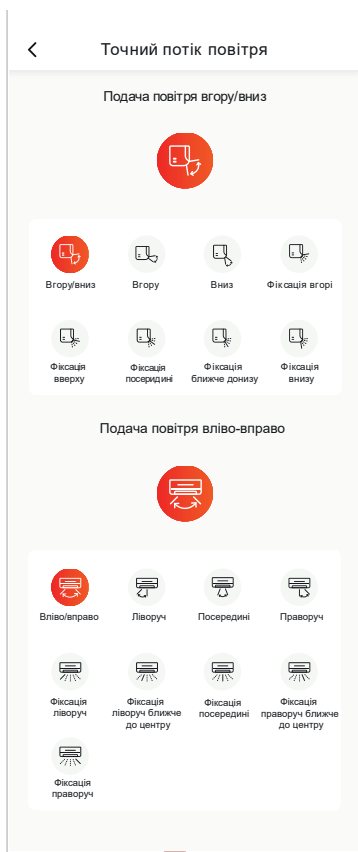 Точний потік повітря
Подача повітря вгору/вниз
Вгору/вниз
Вгору
Вниз
Фіксація вгорі
Фіксація
вверху
Фіксація
посеридині
Фіксація
ближче донизу
Фіксація
внизу
Подача повітря вліво-вправо
Вліво/вправо
Ліворуч
Посередині
Праворуч
Фіксація
ліворуч
Фіксація
ліворуч ближче
до центру
Фіксація
посередині
Фіксація
праворуч ближче
до центру
Фіксація
праворуч